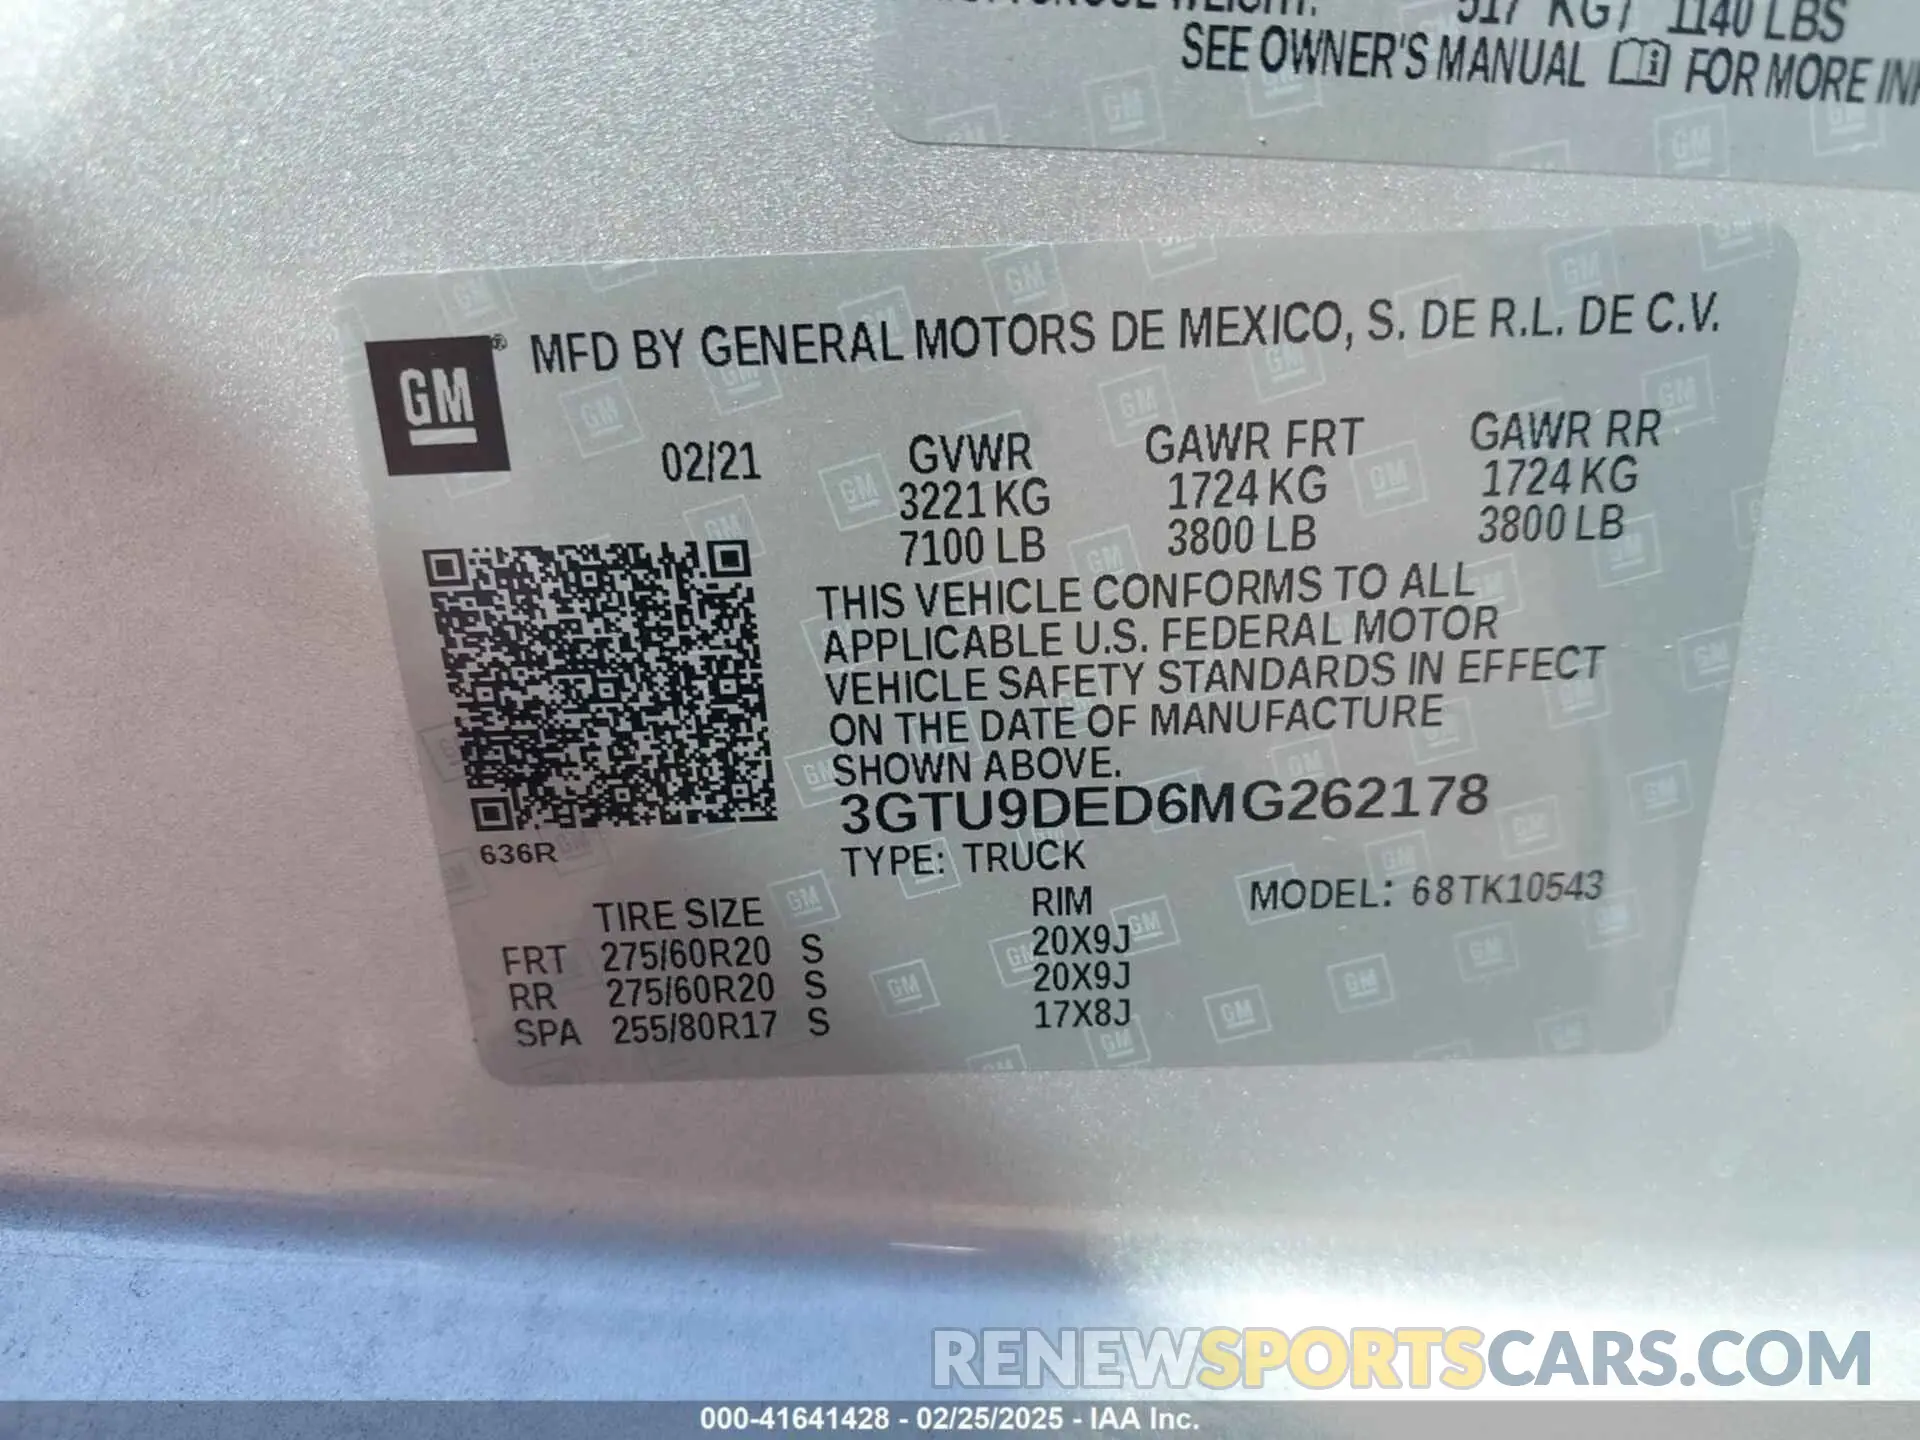 517 KG / 1140 LBS
SEE OWNER'S MANUAL FOR MORE
GM ® MFD BY GENERAL MOTORS DE MEXICO, S. DE R.L. DE C.V.
02/21 GVWR GAWR FRT GAWR RR
3221 KG 1724 KG 1724 KG
7100 LB 3800 LB 3800 LB
THIS VEHICLE CONFORMS TO ALL
APPLICABLE U.S. FEDERAL MOTOR
VEHICLE SAFETY STANDARDS IN EFFECT
ON THE DATE OF MANUFACTURE
SHOWN ABOVE.
3GTU9DED6MG262178
636R
TYPE: TRUCK
TIRE SIZE RIM MODEL: 68TK10543
FRT 275/60R20 S 20X9J
RR 275/60R20 S 20X9J
SPA 255/80R17 S 17X8J
RENEWSPORTSCARS.COM
000-41641428 - 02/25/2025 - IAA Inc.